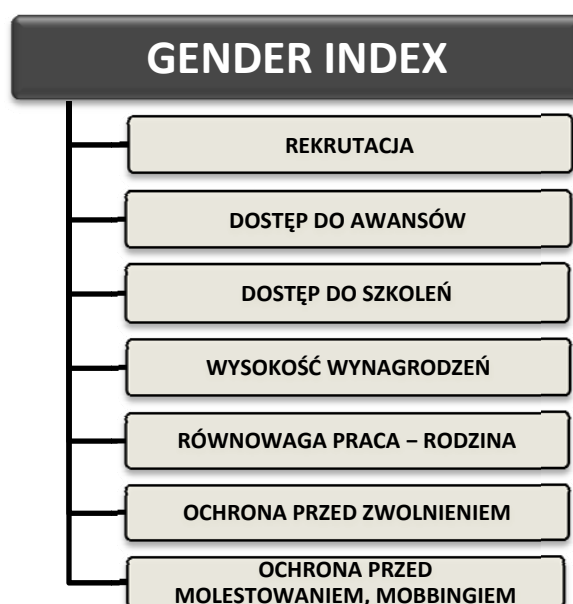 GENDER INDEX
REKRUTACJA
DOSTĘP DO AWANSÓW
DOSTĘP DO SZKOLEŃ
WYSOKOŚĆ WYNAGRODZEŃ
RÓWNOWAGA PRACA – RODZINA
OCHRONA PRZED ZWOLNIENIEM
OCHRONA PRZED
MOLESTOWANIEM, MOBBINGIEM